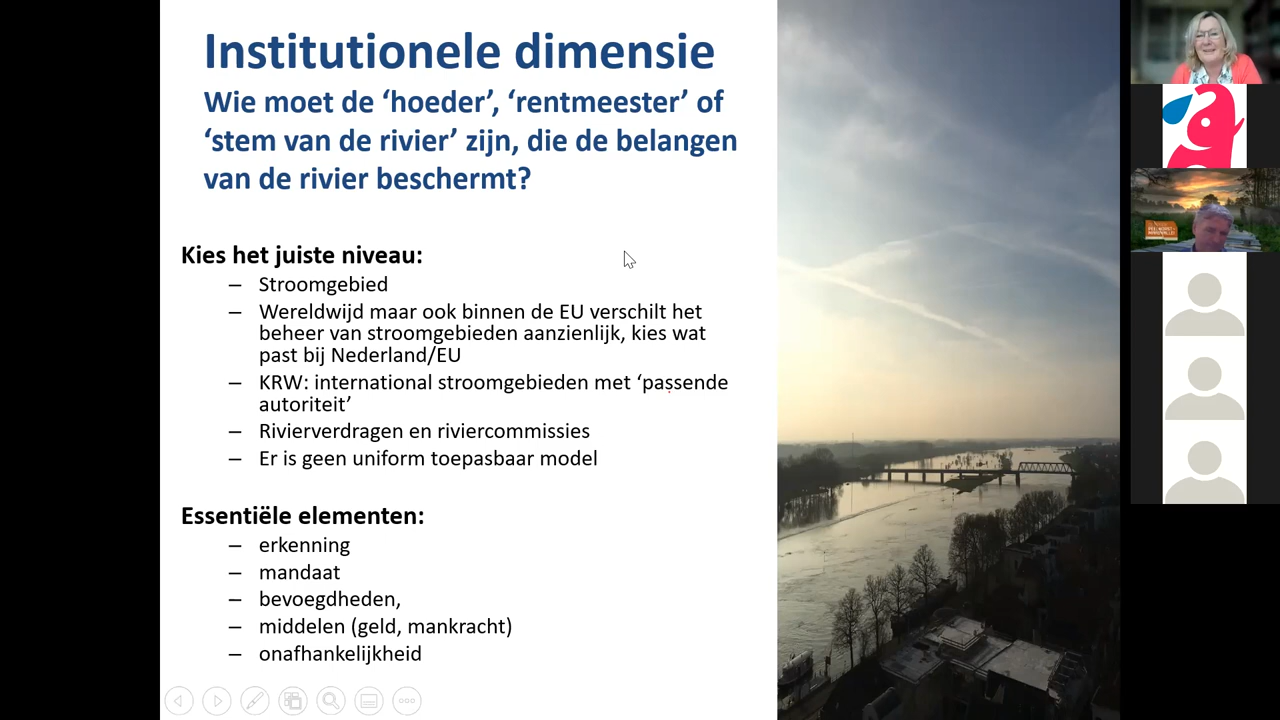 Institutionele dimensie
Wie moet de ‘hoeder’, ‘rentmeester’ of
‘stem van de rivier’ zijn, die de belangen
van de rivier beschermt?
Kies het juiste niveau:
– Stroomgebied
– Wereldwijd maar ook binnen de EU verschilt het
beheer van stroomgebieden aanzienlijk, kies wat
past bij Nederland/EU
– KRW: international stroomgebieden met ‘passende
autoriteit’
– Rivierverdragen en riviercommissies
– Er is geen uniform toepasbaar model
Essentiële elementen:
– erkenning
– mandaat
– bevoegdheden,
– middelen (geld, mankracht)
– onafhankelijkheid